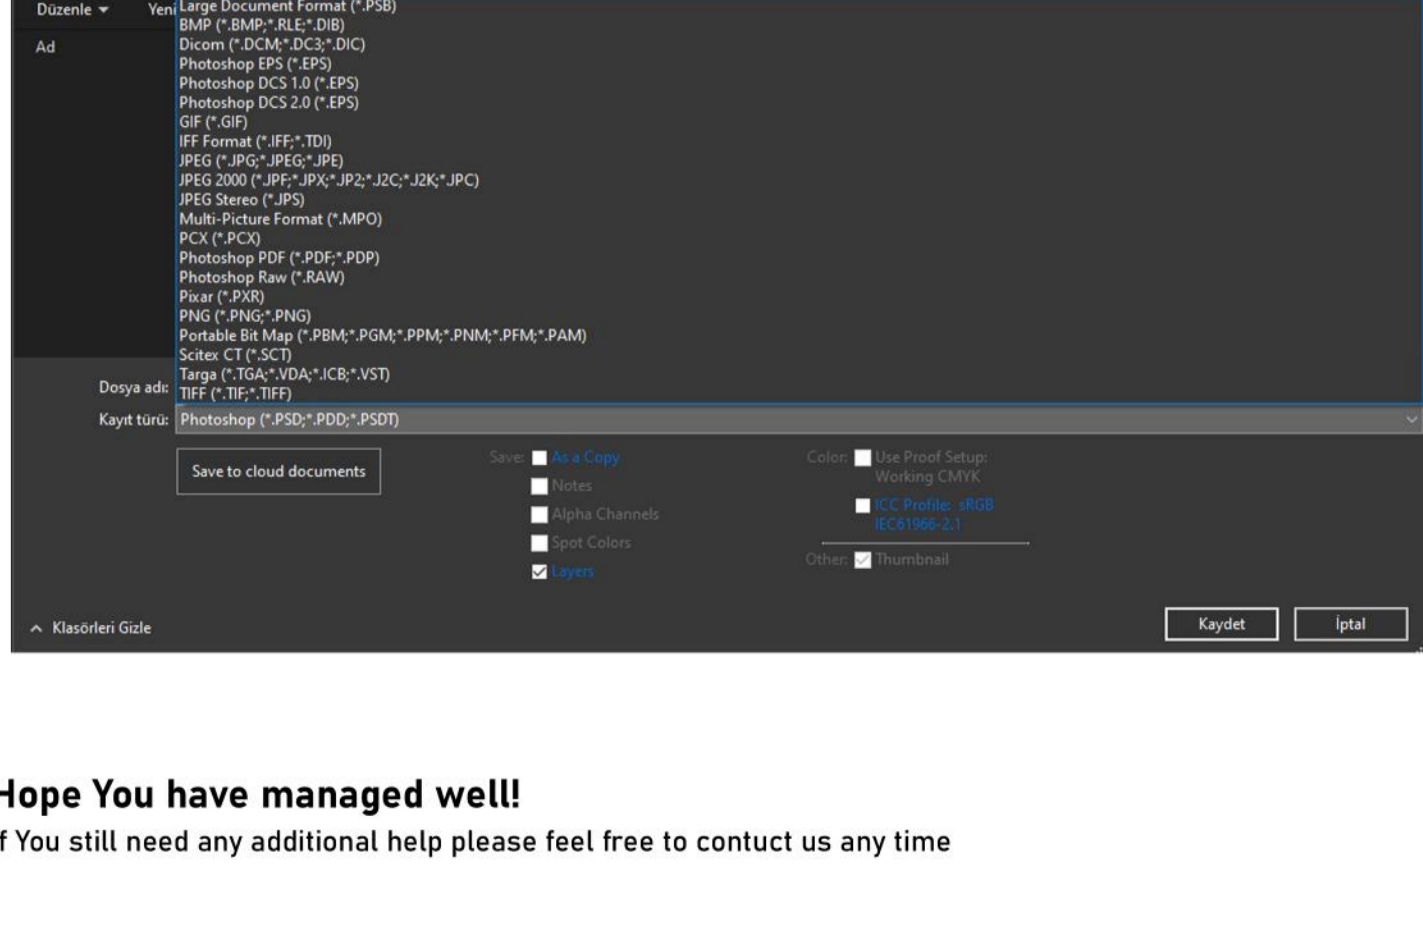 Düzenle Yeni Large Document Format (*.PSB)
BMP (*.BMP;*.RLE;*.DIB)
Ad
Dicom (*.DCM;*.DC3;*.DIC)
Photoshop EPS (*.EPS)
Photoshop DCS 1.0 (*.EPS)
Photoshop DCS 2.0 (*.EPS)
GIF (*.GIF)
IFF Format (*.IFF;*.TDI)
JPEG (*.JPG;*.JPEG;*.JPE)
JPEG 2000 (*.JPF;*.JPX;*.JP2;*.J2C;*.J2K;*.JPC)
JPEG Stereo (*.JPS)
Multi-Picture Format (*.MPO)
PCX (*.PCX)
Photoshop PDF (*.PDF;*.PDP)
Photoshop Raw (*.RAW)
Pixar (*.PXR)
PNG (*.PNG;*.PNG)
Portable Bit Map (*.PBM;*.PGM;*.PPM;*.PNM;*.PFM;*.PAM)
Scitex CT (*.SCT)
Targa (*.TGA;*.VDA;*.ICB;*.VST)
Dosya adı: TIFF (*.TIF;*.TIFF)
Kayıt türü: Photoshop (*.PSD;*.PDD;*.PSDT)
Save to cloud documents
Save: As a Copy
Notes
Alpha Channels
Spot Colors
Layers
Color: Use Proof Setup:
Working CMYK
ICC Profile: sRGB
IEC61966-2.1
Other: Thumbnail
Klasörleri Gizle
Kaydet
İptal
Hope You have managed well!
If You still need any additional help please feel free to contuct us any time